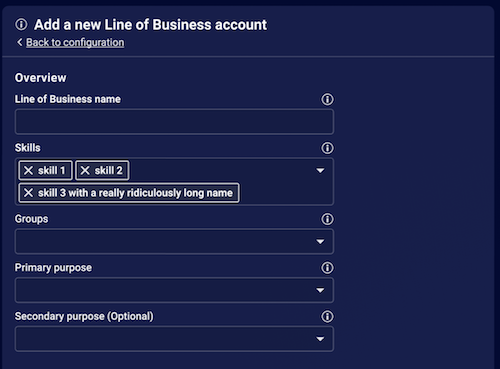 Add a new Line of Business account
Back to configuration
Overview
Line of Business name
Skills
skill 1 skill 2
skill 3 with a really ridiculously long name
Groups
Primary purpose
Secondary purpose (Optional)